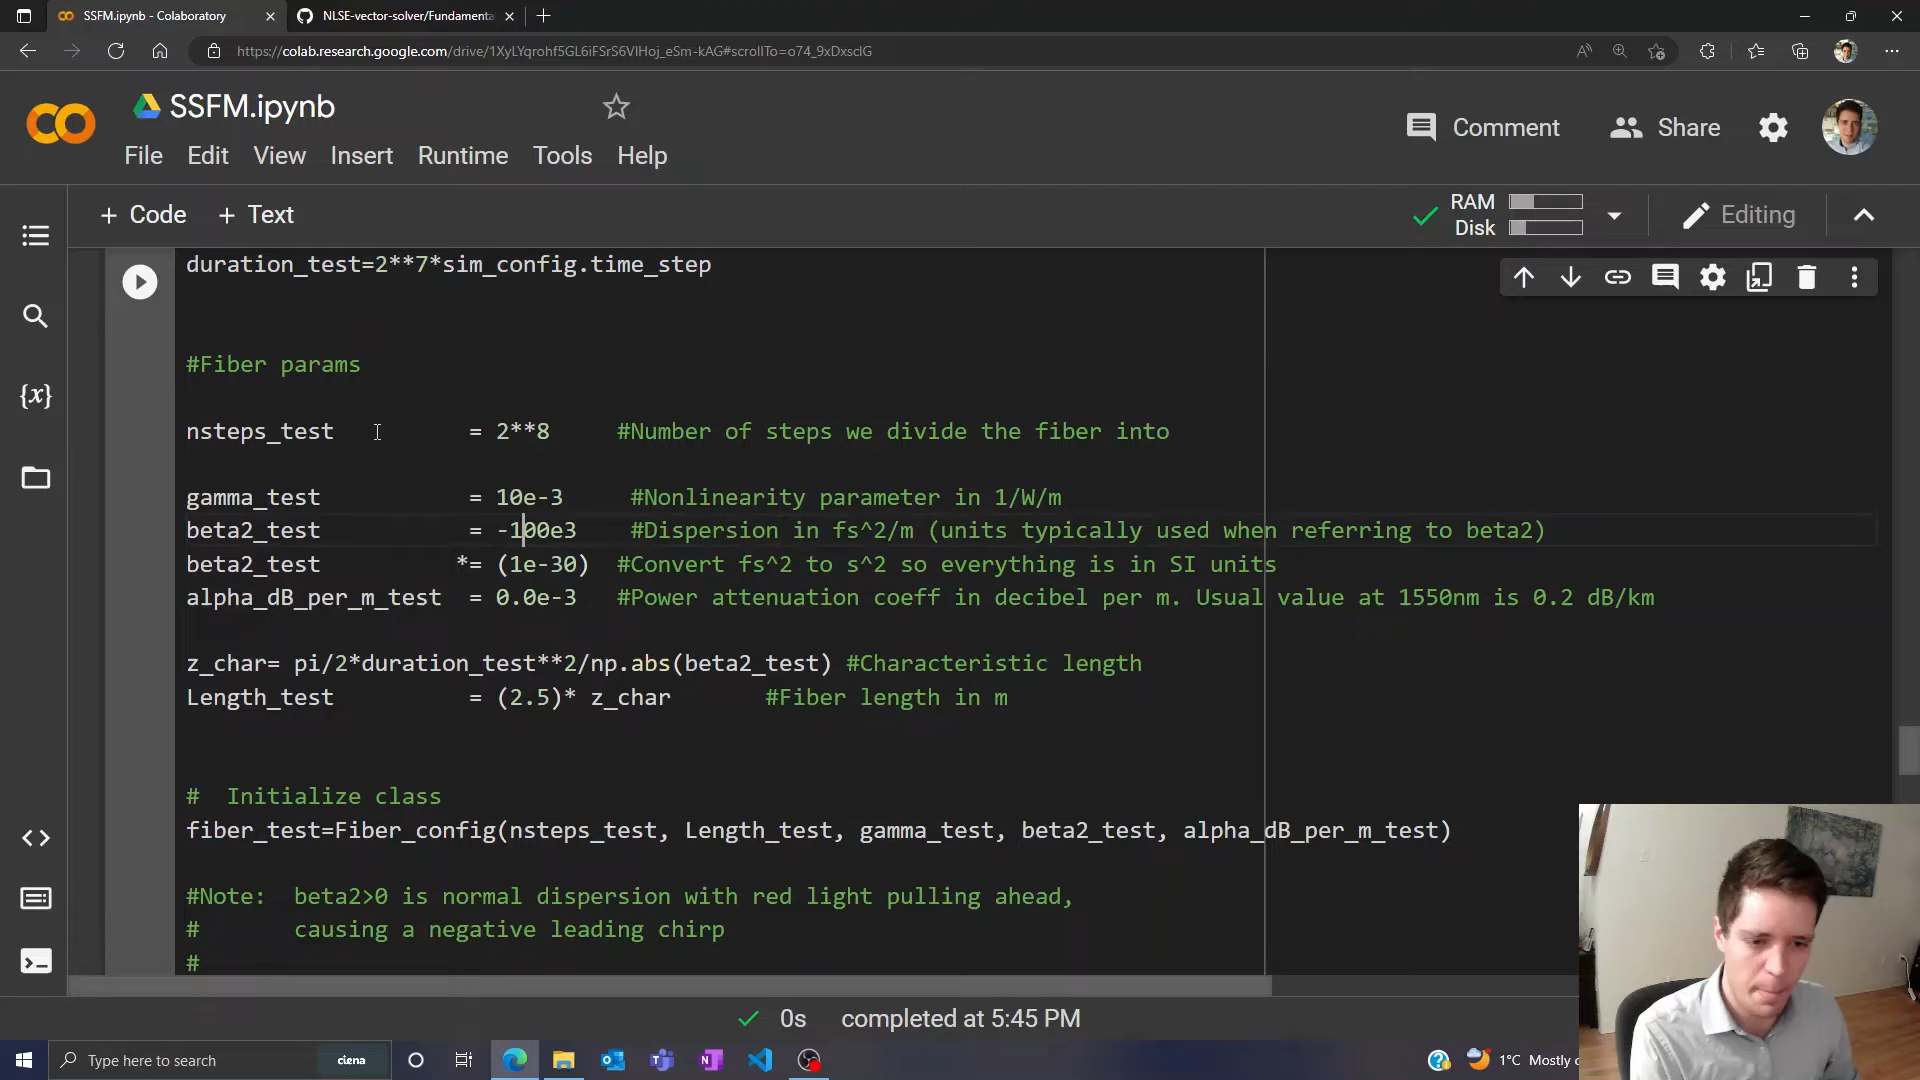 SSFM.ipynb - Colaboratory
NLSE-vector-solver/Fundamenta
https://colab.research.google.com/drive/1XyLYqrohf5GL6iFSrS6VIHoj_eSm-kAG#scrollTo=o74_9xDxsclG
SSFM.ipynb
Comment
Share
File Edit View Insert Runtime Tools Help
+ Code + Text
RAM
Disk
Editing
duration_test=2**7*sim_config.time_step
#Fiber params
nsteps_test = 2**8 #Number of steps we divide the fiber into
gamma_test = 10e-3 #Nonlinearity parameter in 1/W/m
beta2_test = -100e3 #Dispersion in fs^2/m (units typically used when referring to beta2)
beta2_test *= (1e-30) #Convert fs^2 to s^2 so everything is in SI units
alpha_dB_per_m_test = 0.0e-3 #Power attenuation coeff in decibel per m. Usual value at 1550nm is 0.2 dB/km
z_char= pi/2*duration_test**2/np.abs(beta2_test) #Characteristic length
Length_test = (2.5)* z_char #Fiber length in m
# Initialize class
fiber_test=Fiber_config(nsteps_test, Length_test, gamma_test, beta2_test, alpha_dB_per_m_test)
#Note: beta2>0 is normal dispersion with red light pulling ahead,
# causing a negative leading chirp
#
0s completed at 5:45 PM
Type here to search
ciena
1°C Mostly